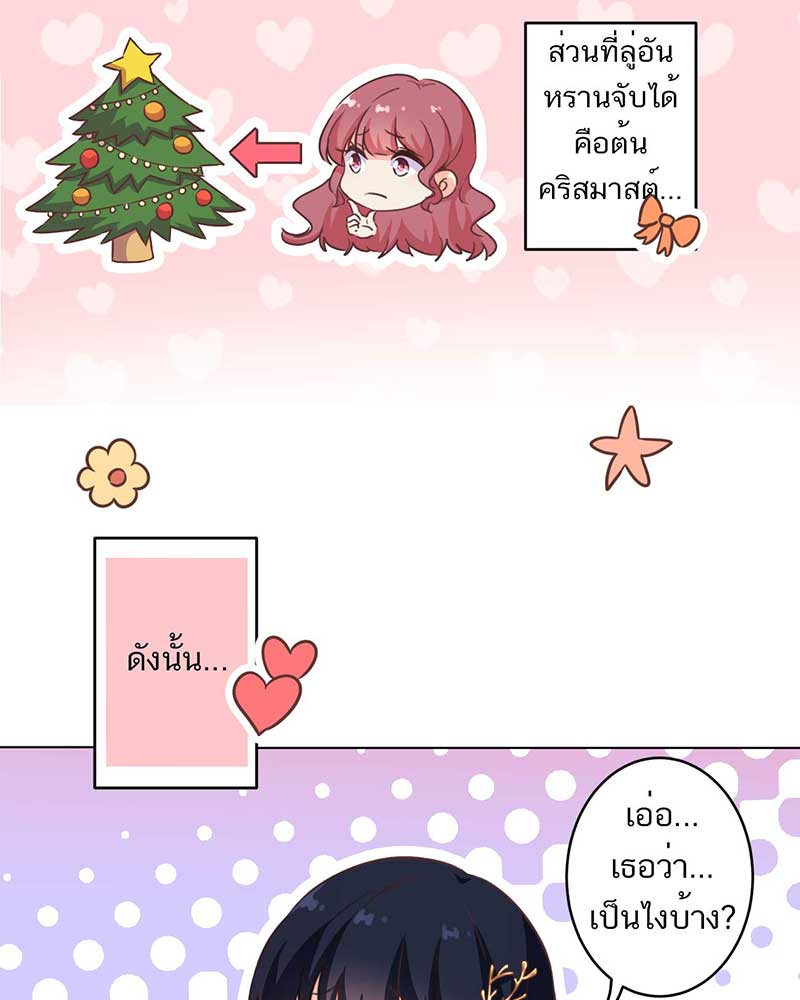 ส่วนที่ลู่อัน
หรานจับได้
คือต้น
คริสมาสต์...
ดังนั้น...
เอ่อ...
เธอว่า...
เป็นไงบ้าง?